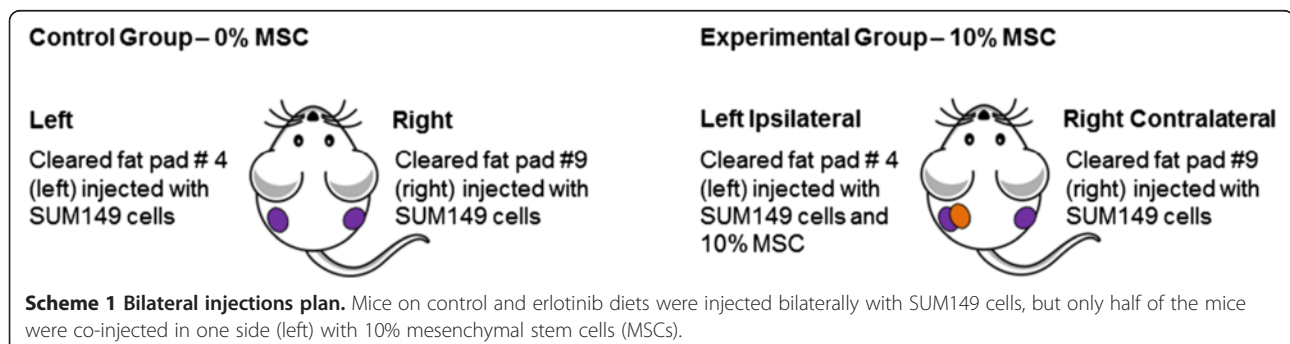 Control Group – 0% MSC
Left
Cleared fat pad # 4
(left) injected with
SUM149 cells
Right
Cleared fat pad #9
(right) injected with
SUM149 cells
Experimental Group – 10% MSC
Left Ipsilateral
Cleared fat pad # 4
(left) injected with
SUM149 cells and
10% MSC
Right Contralateral
Cleared fat pad #9
(right) injected with
SUM149 cells
Scheme 1 Bilateral injections plan. Mice on control and erlotinib diets were injected bilaterally with SUM149 cells, but only half of the mice
were co-injected in one side (left) with 10% mesenchymal stem cells (MSCs).